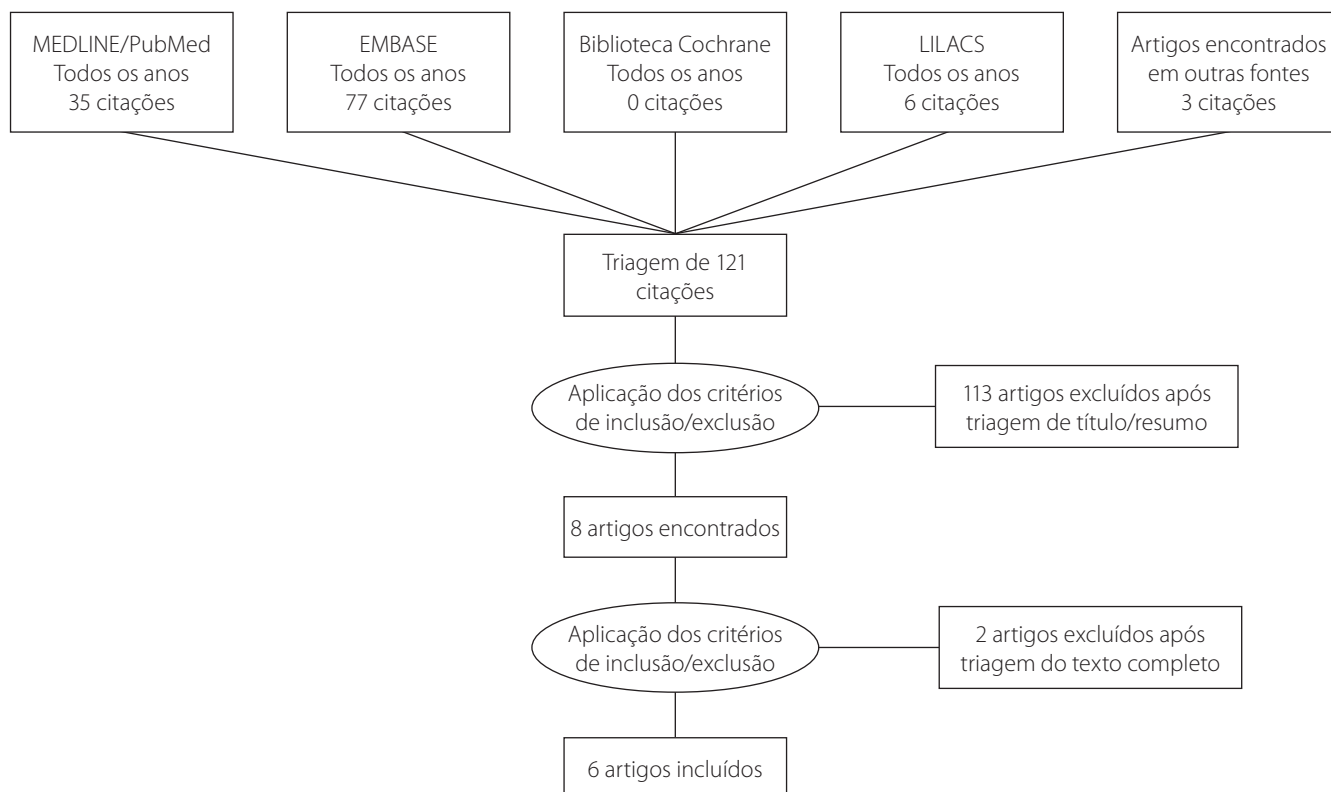 MEDLINE/PubMed
Todos os anos
35 citações
EMBASE
Todos os anos
77 citações
Biblioteca Cochrane
Todos os anos
0 citações
LILACS
Todos os anos
6 citações
Artigos encontrados
em outras fontes
3 citações
Triagem de 121
citações
Aplicação dos critérios
de inclusão/exclusão
113 artigos excluídos após
triagem de título/resumo
8 artigos encontrados
Aplicação dos critérios
de inclusão/exclusão
2 artigos excluídos após
triagem do texto completo
6 artigos incluídos